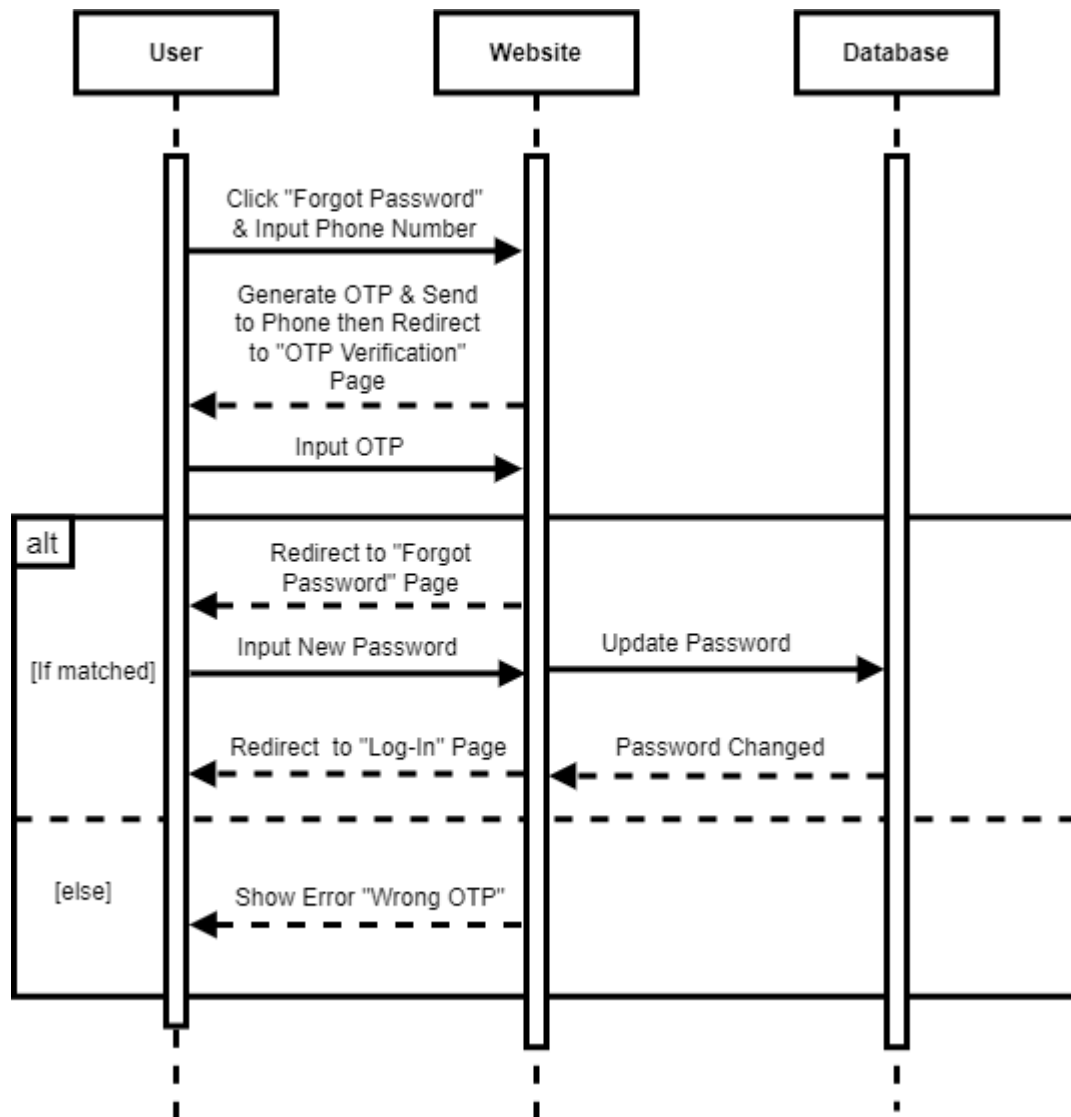 User
Website
Database
Click "Forgot Password"
& Input Phone Number
Generate OTP & Send
to Phone then Redirect
to "OTP Verification"
Page
Input OTP
alt
Redirect to "Forgot
Password" Page
[If matched]
Input New Password
Update Password
Redirect to "Log-In" Page
Password Changed
[else]
Show Error "Wrong OTP"